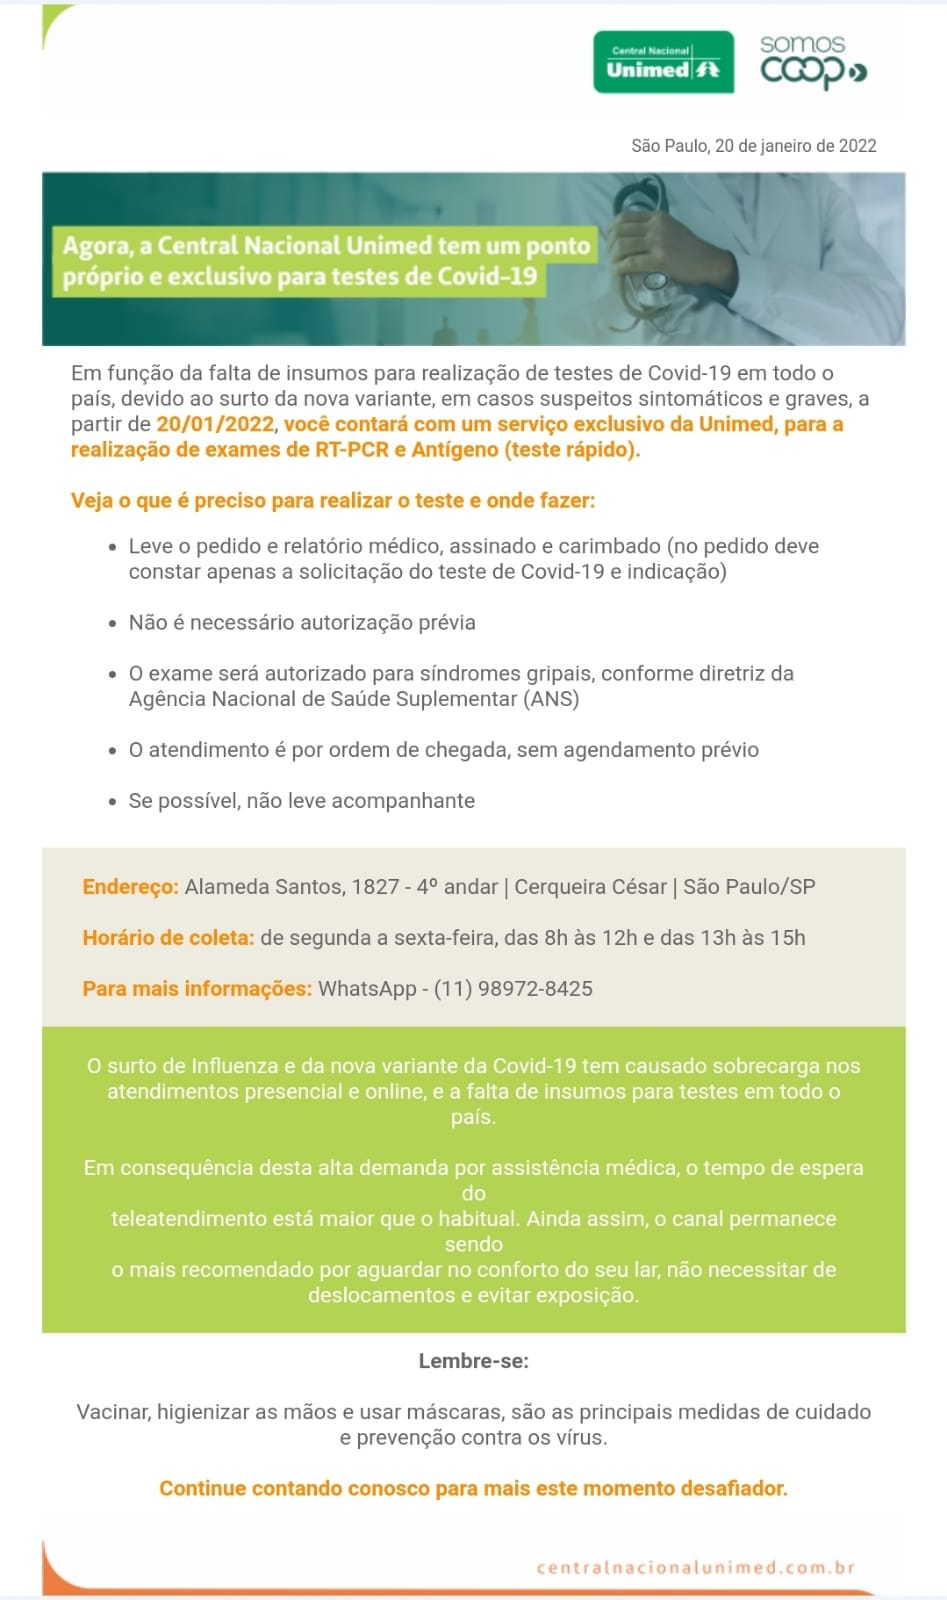 Central Nacional
Unimed
somos
coop
São Paulo, 20 de janeiro de 2022
Agora, a Central Nacional Unimed tem um ponto
próprio e exclusivo para testes de Covid-19
Em função da falta de insumos para realização de testes de Covid-19 em todo o
país, devido ao surto da nova variante, em casos suspeitos sintomáticos e graves, a
partir de 20/01/2022, você contará com um serviço exclusivo da Unimed, para a
realização de exames de RT-PCR e Antígeno (teste rápido).
Veja o que é preciso para realizar o teste e onde fazer:
• Leve o pedido e relatório médico, assinado e carimbado (no pedido deve
constar apenas a solicitação do teste de Covid-19 e indicação)
• Não é necessário autorização prévia
• O exame será autorizado para síndromes gripais, conforme diretriz da
Agência Nacional de Saúde Suplementar (ANS)
• O atendimento é por ordem de chegada, sem agendamento prévio
• Se possível, não leve acompanhante
Endereço: Alameda Santos, 1827 - 4º andar | Cerqueira César | São Paulo/SP
Horário de coleta: de segunda a sexta-feira, das 8h às 12h e das 13h às 15h
Para mais informações: WhatsApp - (11) 98972-8425
O surto de Influenza e da nova variante da Covid-19 tem causado sobrecarga nos
atendimentos presencial e online, e a falta de insumos para testes em todo o
país.
Em consequência desta alta demanda por assistência médica, o tempo de espera
do
teleatendimento está maior que o habitual. Ainda assim, o canal permanece
sendo
o mais recomendado por aguardar no conforto do seu lar, não necessitar de
deslocamentos e evitar exposição.
Lembre-se:
Vacinar, higienizar as mãos e usar máscaras, são as principais medidas de cuidado
e prevenção contra os vírus.
Continue contando conosco para mais este momento desafiador.
centralnacionalunimed.com.br